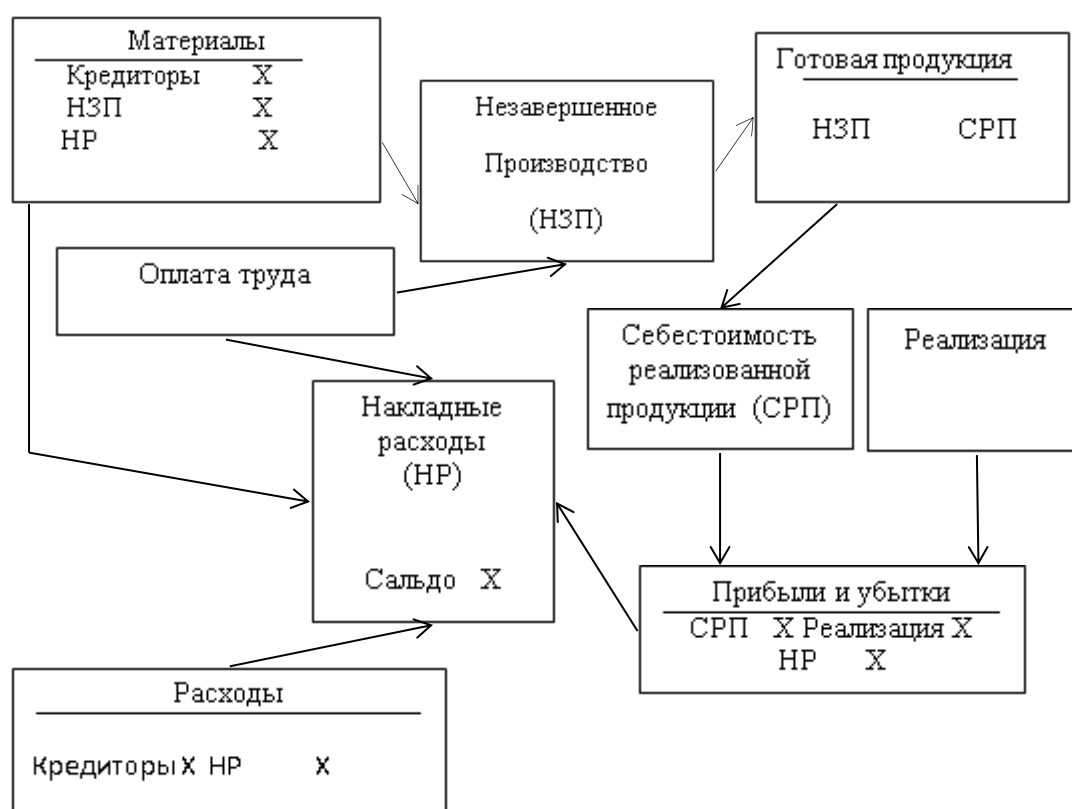 Материалы
Кредиторы X
НЗП X
НР X
Незавершенное
Производство
(НЗП)
Готовая продукция
НЗП СРП
Оплата труда
Себестоимость
реализованной
продукции (СРП)
Реализация
Накладные
расходы
(НР)
Сальдо X
Прибыли и убытки
СРП X Реализация X
НР X
Расходы
Кредиторы X НР X